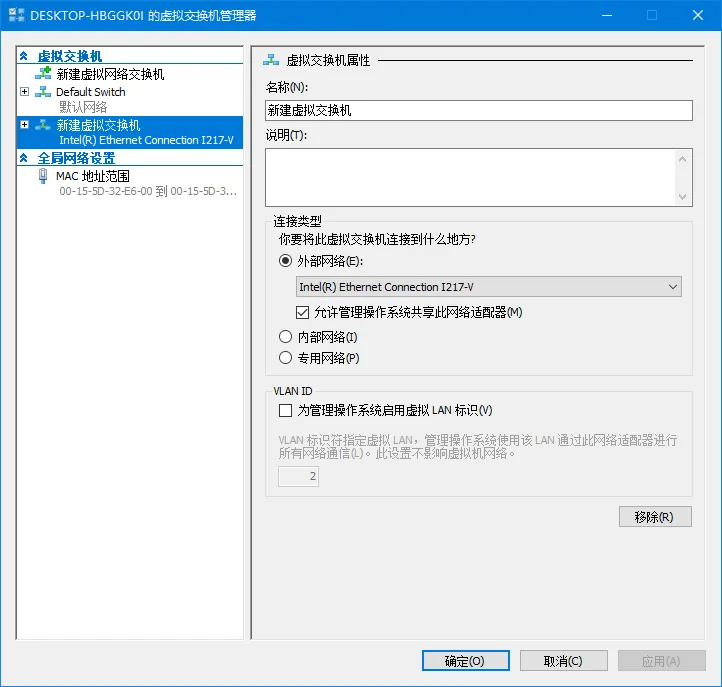 DESKTOP-HBGGK0I 的虚拟交换机管理器
虚拟交换机
新建虚拟网络交换机
Default Switch
默认网络
新建虚拟交换机
Intel(R) Ethernet Connection I217-V
全局网络设置
MAC 地址范围
00-15-5D-32-E6-00 到 00-15-5D-3...
虚拟交换机属性
名称(N):
新建虚拟交换机
说明(T):
连接类型
你要将此虚拟交换机连接到什么地方?
外部网络(E):
Intel(R) Ethernet Connection I217-V
允许管理操作系统共享此网络适配器(M)
内部网络(I)
专用网络(P)
VLAN ID
为管理操作系统启用虚拟 LAN 标识(V)
VLAN 标识符指定虚拟 LAN，管理操作系统使用该 LAN 通过此网络适配器进行
所有网络通信(L)。此设置不影响虚拟机网络。
2
移除(R)
确定(O)
取消(C)
应用(A)